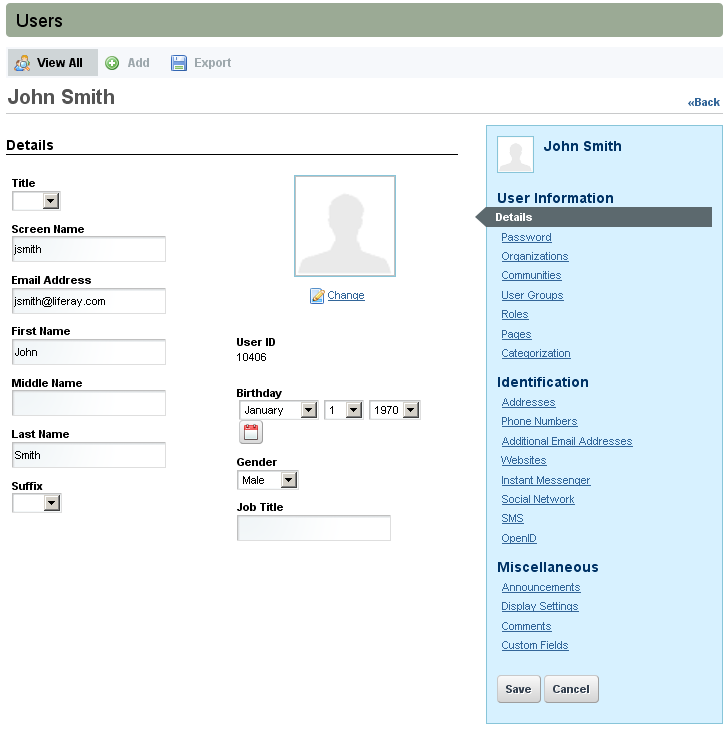 Users
View All Add Export
John Smith
«Back
Details
Title
Screen Name
jsmith
Email Address
jsmith@liferay.com
First Name
John
Middle Name
Last Name
Smith
Suffix
Change
User ID
10406
Birthday
January 1 1970
Gender
Male
Job Title
John Smith
User Information
Details
Password
Organizations
Communities
User Groups
Roles
Pages
Categorization
Identification
Addresses
Phone Numbers
Additional Email Addresses
Websites
Instant Messenger
Social Network
SMS
OpenID
Miscellaneous
Announcements
Display Settings
Comments
Custom Fields
Save Cancel